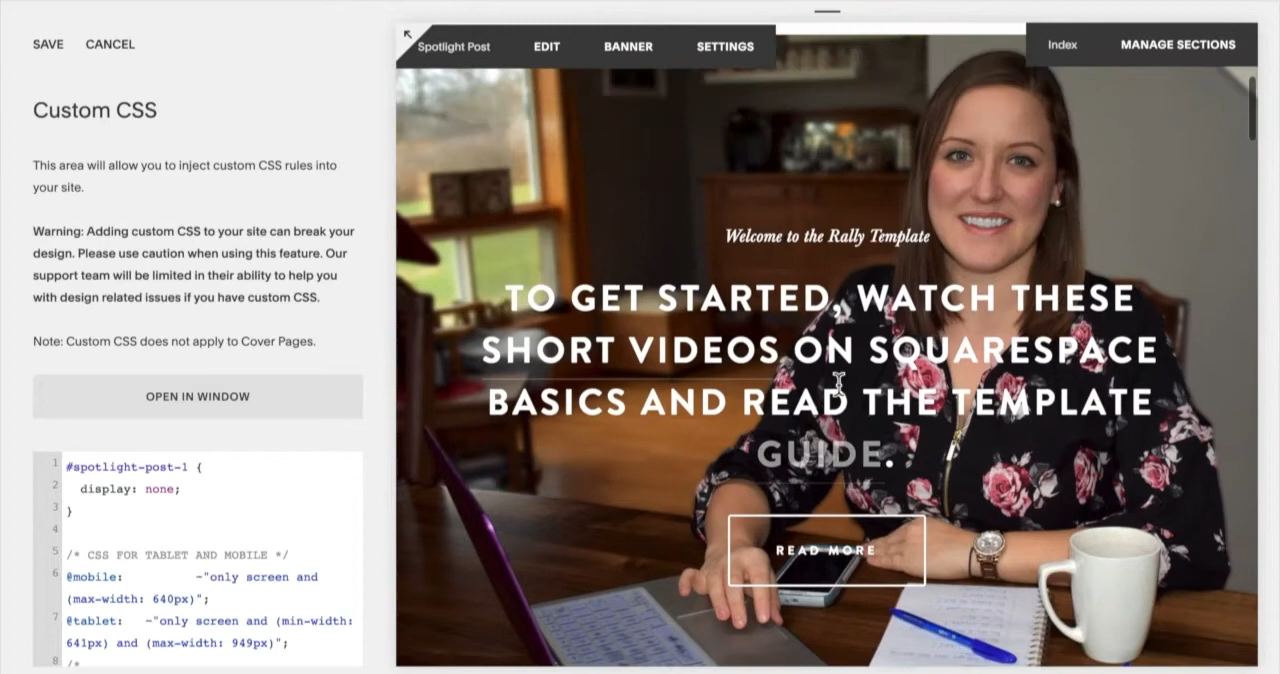 SAVE CANCEL
Custom CSS
This area will allow you to inject custom CSS rules into
your site.
Warning: Adding custom CSS to your site can break your
design. Please use caution when using this feature. Our
support team will be limited in their ability to help you
with design related issues if you have custom CSS.
Note: Custom CSS does not apply to Cover Pages.
OPEN IN WINDOW
1 #spotlight-post-1 {
2 display: none;
3 }
4
5 /* CSS FOR TABLET AND MOBILE */
6 @mobile: ~"only screen and
(max-width: 640px)";
7 @tablet: ~"only screen and (min-width:
641px) and (max-width: 949px)";
8 /*
Spotlight Post EDIT BANNER SETTINGS
Index MANAGE SECTIONS
Welcome to the Rally Template
TO GET STARTED, WATCH THESE
SHORT VIDEOS ON SQUARESPACE
BASICS AND READ THE TEMPLATE
GUIDE.
READ MORE